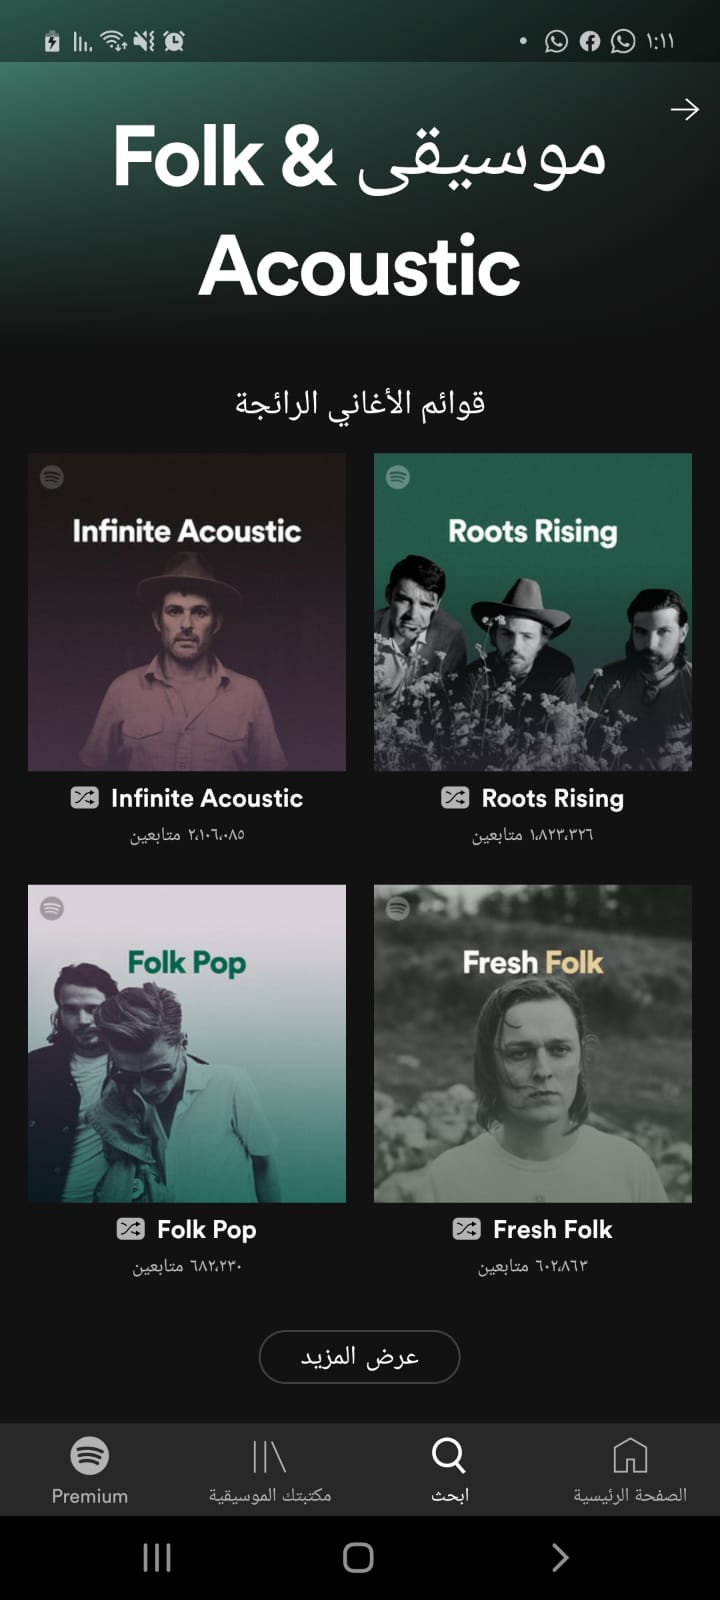 ١:١١
موسيقى Folk &
Acoustic
قوائم الأغاني الرائجة
Roots Rising
Infinite Acoustic
Roots Rising
Infinite Acoustic
١،٨٢٣،٣٢٦ متابعين
٢،١٠٦،٠٨٥ متابعين
Fresh Folk
Folk Pop
Fresh Folk
Folk Pop
٦٠٢،٨٦٣ متابعين
٦٨٢،٢٣٠ متابعين
عرض المزيد
الصفحة الرئيسية
ابحث
مكتبتك الموسيقية
Premium